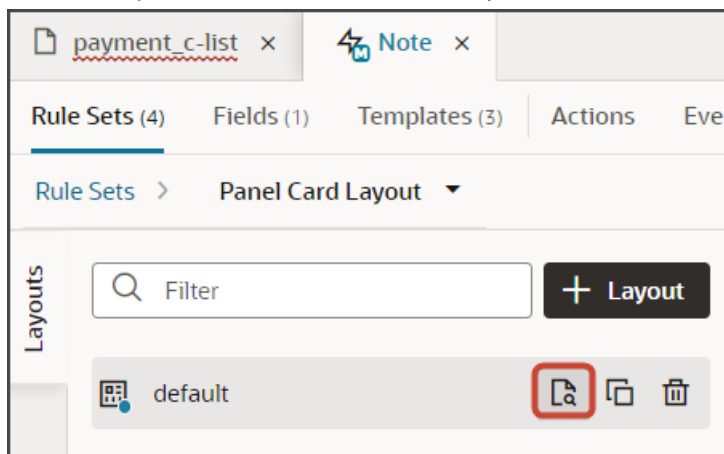 payment_c-list × Note ×
Rule Sets (4) Fields (1) Templates (3) Actions Eve
Rule Sets > Panel Card Layout
Layouts
Filter + Layout
default